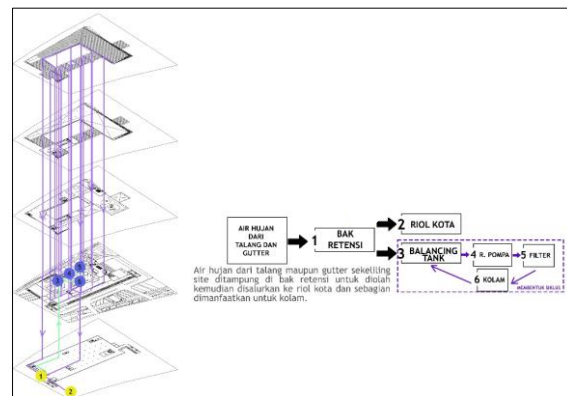 AIR HUJAN
DARI
TALANG DAN
GUTTER
1 BAK
RETENSI
2 RIOL KOTA
3 BALANCING
TANK
4 R. POMPA
5 FILTER
6 KOLAM
MEMBENTUK SIKLUS
Air hujan dari talang maupun gutter sekeliling
site ditampung di bak retensi untuk diolah
kemudian disalurkan ke riol kota dan sebagian
dimanfaatkan untuk kolam.
1
2